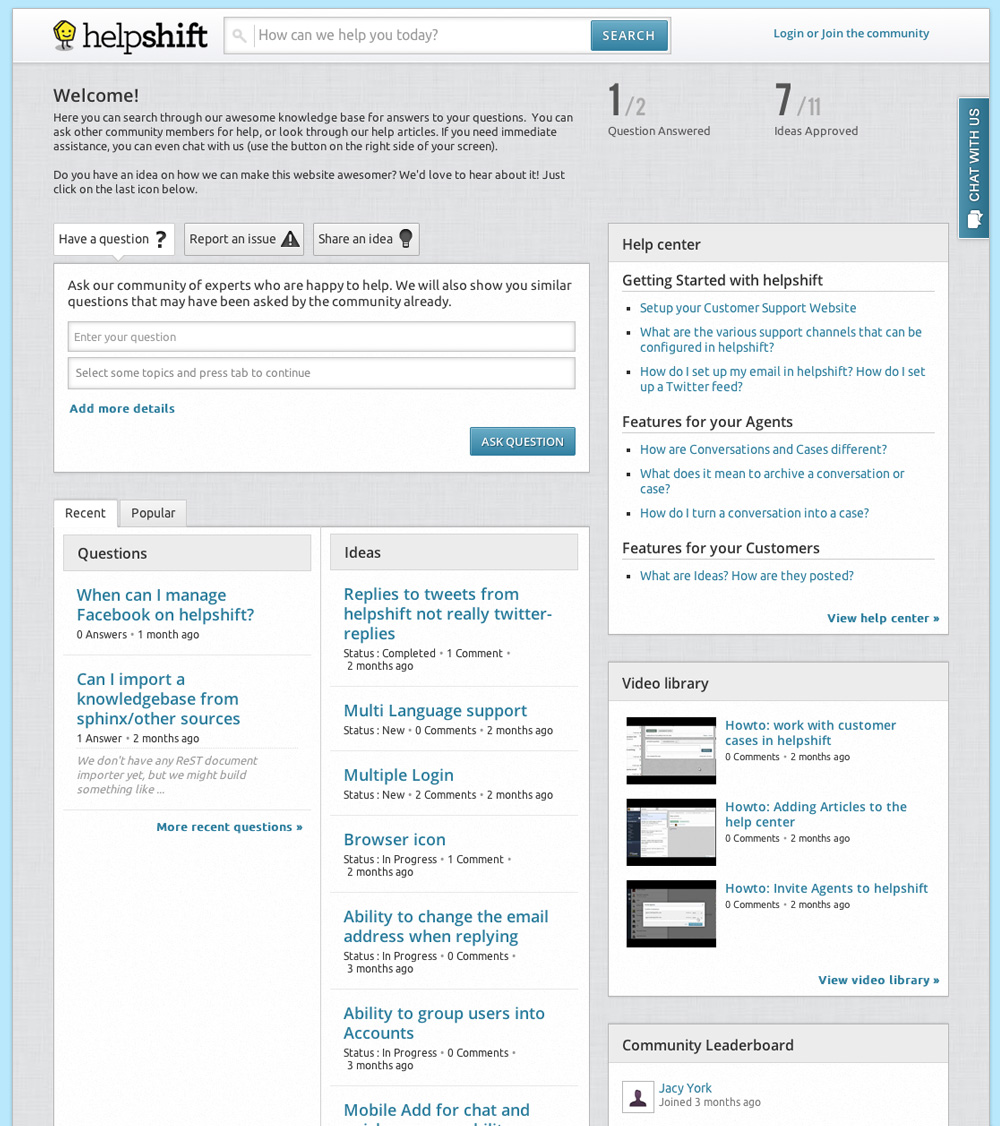 helpshift
How can we help you today?
SEARCH
Login or Join the community
Welcome!
Here you can search through our awesome knowledge base for answers to your questions.  You can
ask other community members for help, or look through our help articles. If you need immediate
assistance, you can even chat with us (use the button on the right side of your screen).
Do you have an idea on how we can make this website awesomer? We'd love to hear about it! Just
click on the last icon below.
1 /2
Question Answered
7 /11
Ideas Approved
CHAT WITH US
Have a question ?
Report an issue
Share an idea
Ask our community of experts who are happy to help. We will also show you similar
questions that may have been asked by the community already.
Enter your question
Select some topics and press tab to continue
Add more details
ASK QUESTION
Recent
Popular
Questions
When can I manage
Facebook on helpshift?
0 Answers • 1 month ago
Can I import a
knowledgebase from
sphinx/other sources
1 Answer • 2 months ago
We don't have any ReST document
importer yet, but we might build
something like ...
More recent questions »
Ideas
Replies to tweets from
helpshift not really twitter-
replies
Status : Completed • 1 Comment •
2 months ago
Multi Language support
Status : New • 0 Comments • 2 months ago
Multiple Login
Status : New • 2 Comments • 2 months ago
Browser icon
Status : In Progress • 1 Comment •
2 months ago
Ability to change the email
address when replying
Status : In Progress • 0 Comments •
3 months ago
Ability to group users into
Accounts
Status : In Progress • 0 Comments •
3 months ago
Mobile Add for chat and
Help center
Getting Started with helpshift
Setup your Customer Support Website
What are the various support channels that can be
configured in helpshift?
How do I set up my email in helpshift? How do I set
up a Twitter feed?
Features for your Agents
How are Conversations and Cases different?
What does it mean to archive a conversation or
case?
How do I turn a conversation into a case?
Features for your Customers
What are Ideas? How are they posted?
View help center »
Video library
Howto: work with customer
cases in helpshift
0 Comments • 2 months ago
Howto: Adding Articles to the
help center
0 Comments • 2 months ago
Howto: Invite Agents to helpshift
0 Comments • 2 months ago
View video library »
Community Leaderboard
Jacy York
Joined 3 months ago